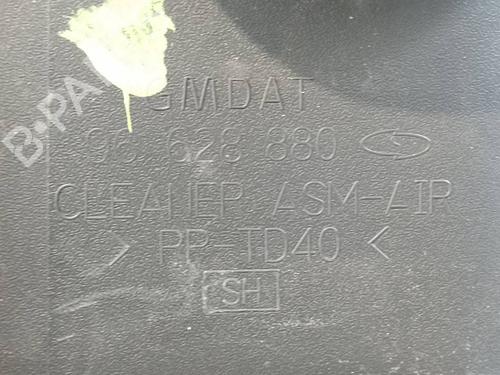 GMDAT
96 628 880
CLEANER ASM-AIR
> PP-TD40 <
SH
B-PA